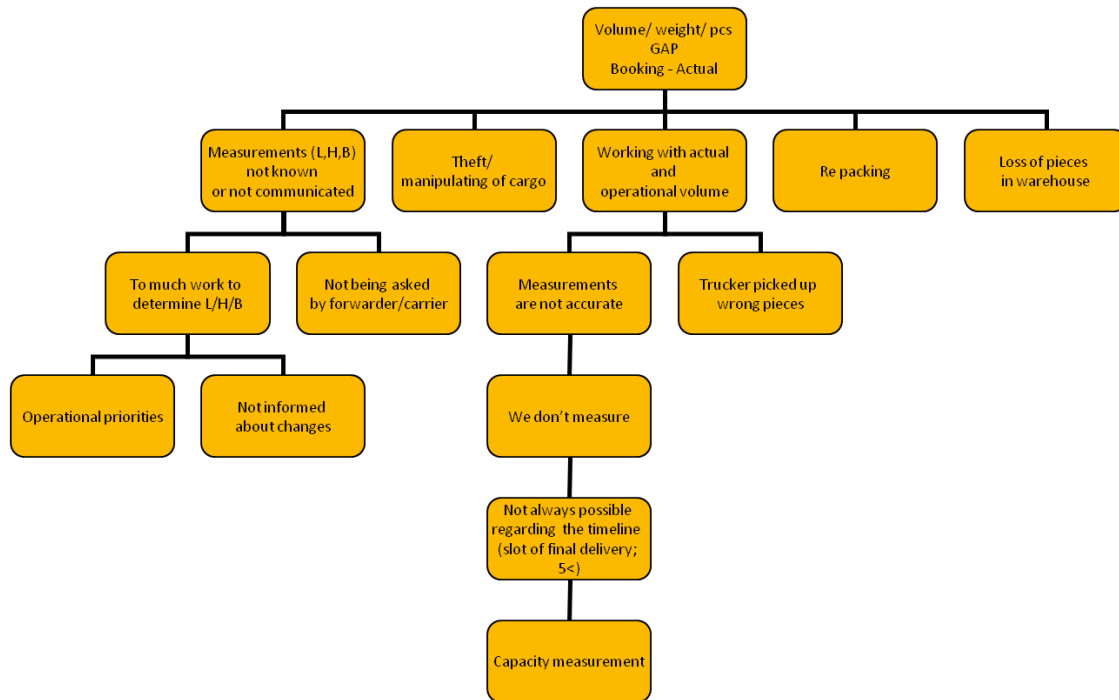 Volume/ weight/ pcs
GAP
Booking - Actual
Measurements (L,H,B)
not known
or not communicated
Theft/
manipulating of cargo
Working with actual
and
operational volume
Re packing
Loss of pieces
in warehouse
To much work to
determine L/H/B
Not being asked
by forwarder/carrier
Measurements
are not accurate
Trucker picked up
wrong pieces
Operational priorities
Not informed
about changes
We don't measure
Not always possible
regarding the timeline
(slot of final delivery;
5<)
Capacity measurement